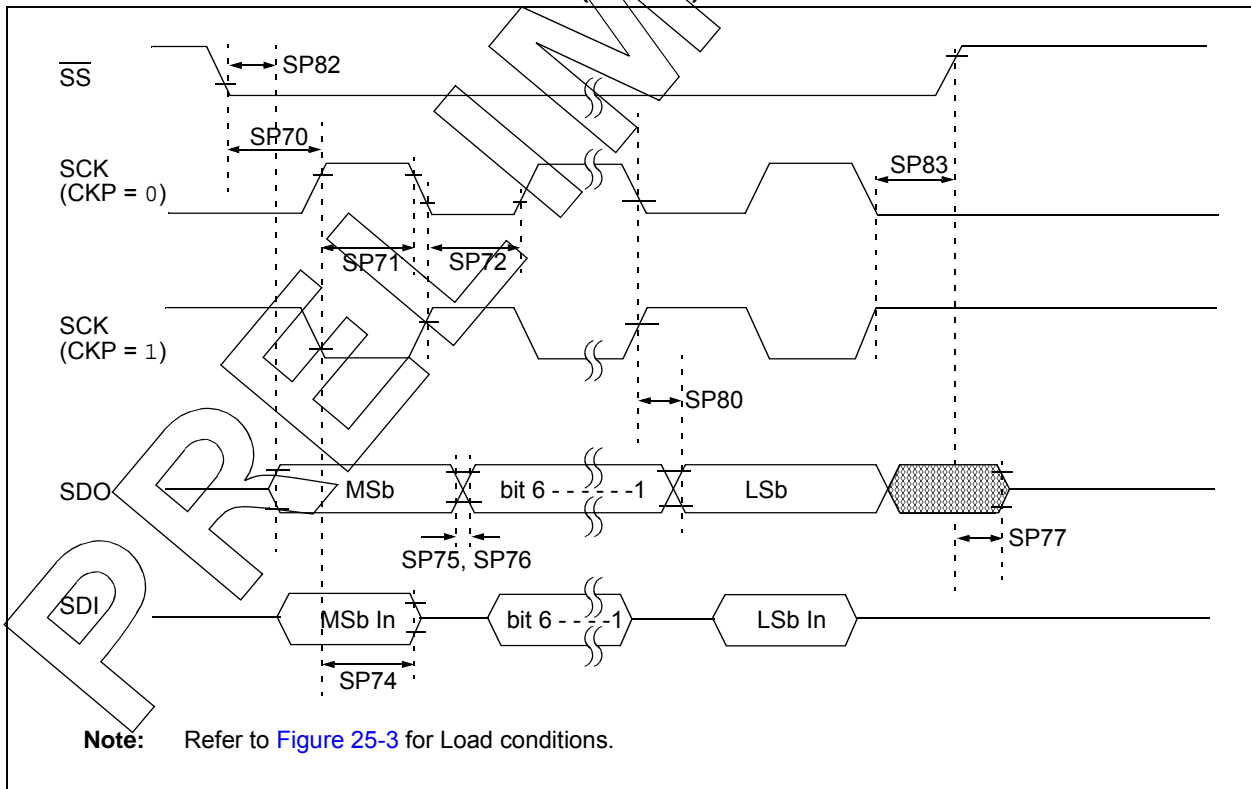 SS
SP82
SP70
SCK
(CKP = 0)
SP83
SP71
SP72
SCK
(CKP = 1)
SP80
SDO
MSb
bit 6 - - - - - -1
LSb
SP75, SP76
SP77
SDI
MSb In
bit 6 - - - -1
LSb In
SP74
Note: Refer to Figure 25-3 for Load conditions.
PRELIM